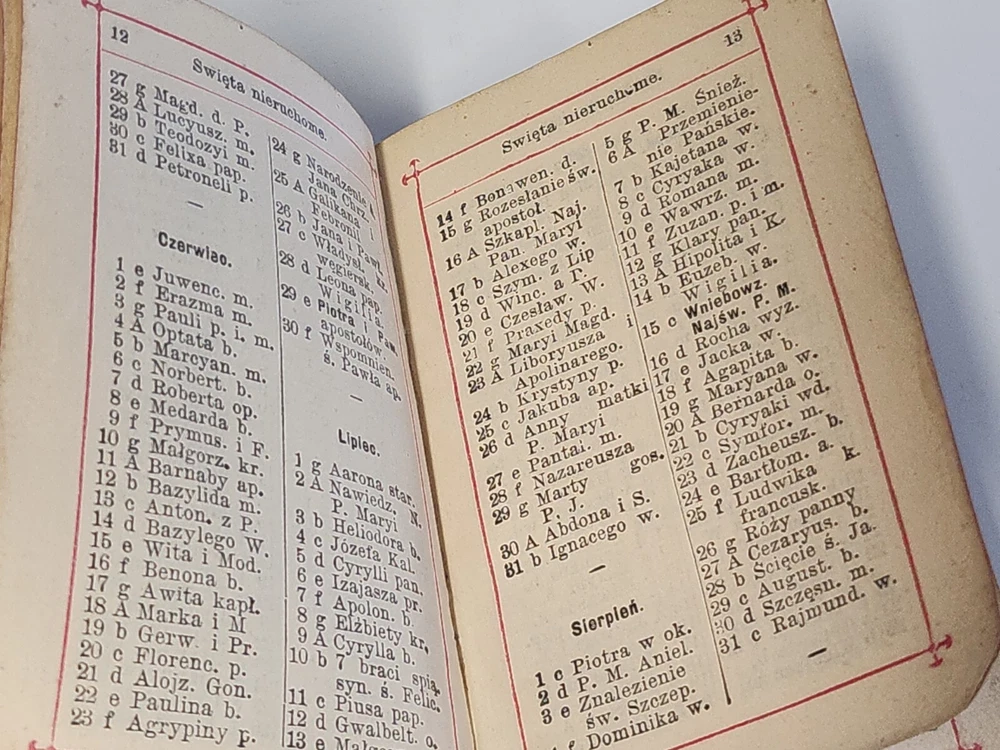 12
Święta nieruchome.
27 g Magd. d. P.
28 A Lucyusz. m.
29 b Teodozyi m.
30 c Felixa pap.
31 d Petroneli p.
—
Czerwiec.
1 e Juwenc. m.
2 f Erazma m.
3 g Pauli p. i. m.
4 A Optata b.
5 b Marcyan. m.
6 c Norbert. b.
7 d Roberta op.
8 e Medarda b.
9 f Prymus. i F.
10 g Małgorz. kr.
11 A Barnaby ap.
12 b Bazylida m.
13 c Anton. z P.
14 d Bazylego W.
15 e Wita i Mod.
16 f Benona b.
17 g Awita kapł.
18 A Marka i M
19 b Gerw. i Pr.
20 c Florenc. p.
21 d Alojz. Gon.
22 e Paulina b.
23 f Agrypiny p.
24 g Narodzenie
Jana Chrz.
25 A Galikana
Febronii i
26 b Jana i Pawł.
27 c Władysł. kr.
węgiersk.
28 d Leona pap.
Wigilia.
29 e Piotra i Paw.
apostołów.
30 f Wspomnien.
ś. Pawła ap.
—
Lipiec.
1 g Aarona star.
2 A Nawiedz. N.
P. Maryi
3 b Heliodora b.
4 c Józefa Kal.
5 d Cyrylli pan.
6 e Izajasza pr.
7 f Apolon. b.
8 g Elżbiety kr.
9 A Cyrylla b.
10 b 7 braci śpią.
syn. ś. Felic.
11 c Piusa pap.
12 d Gwalbelt. o.
13 e
13
Święta nieruchome.
14 f Bonawen. d.
15 g Rozesłanie św.
apostoł.
16 A Szkapl. Naj.
Pan. Maryi
17 b Alexego w.
18 c Szym. z Lip
19 d Winc. a P.
20 e Czesław. W.
21 f Praxedy p.
22 g Maryi Magd.
23 A Liboryusza i
Apolinarego.
24 b Krystyny p.
25 c Jakuba ap.
26 d Anny matki
P. Maryi
27 e Pantal. m.
28 f Nazareusza
29 g Marty gos.
P. J.
30 A Abdona i S.
31 b Ignacego w.
—
Sierpień.
1 c Piotra w ok.
2 d P. M. Aniel.
3 e Znalezienie
św. Szczep.
f Dominika w.
5 g P. M. Śnież.
6 A Przemienie-
nie Pańskie.
7 b Kajetana w.
8 c Cyryaka w.
9 d Romana m.
10 e Wawrz. m.
11 f Zuzan. p. i m.
12 g Klary pan.
13 A Hipolita i K.
14 b Euzeb. w.
Wigilia.
15 c Wniebowz.
Najśw. P. M.
16 d Rocha wyz.
17 e Jacka w.
18 f Agapita b.
19 g Maryana w.
20 A Bernarda o.
21 b Cyryaki wd.
22 c Symfor. m.
23 d Zacheusz. b.
24 e Bartłom. a.
25 f Ludwika k.
francusk.
26 g Róży panny
27 A Cezaryus. b.
28 b Ścięcie ś. Ja.
29 c August. b.
30 d Szczęsn. m.
31 c Rajmund. w.
—